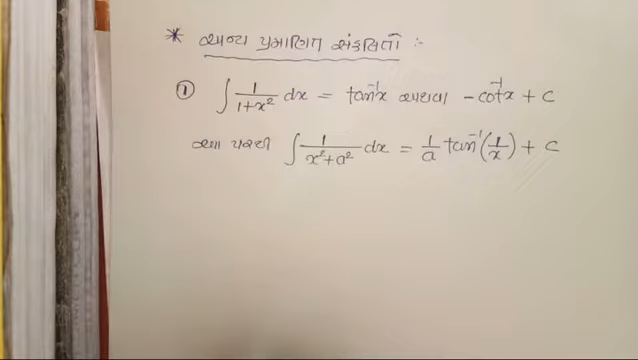 * અન્ય પ્રમાણિત સંકલિતો :-
① ∫ 1/(1+x²) dx = tan⁻¹x અથવા - cot⁻¹x + c
આ પરથી ∫ 1/(x²+a²) dx = 1/a tan⁻¹(1/x) + c